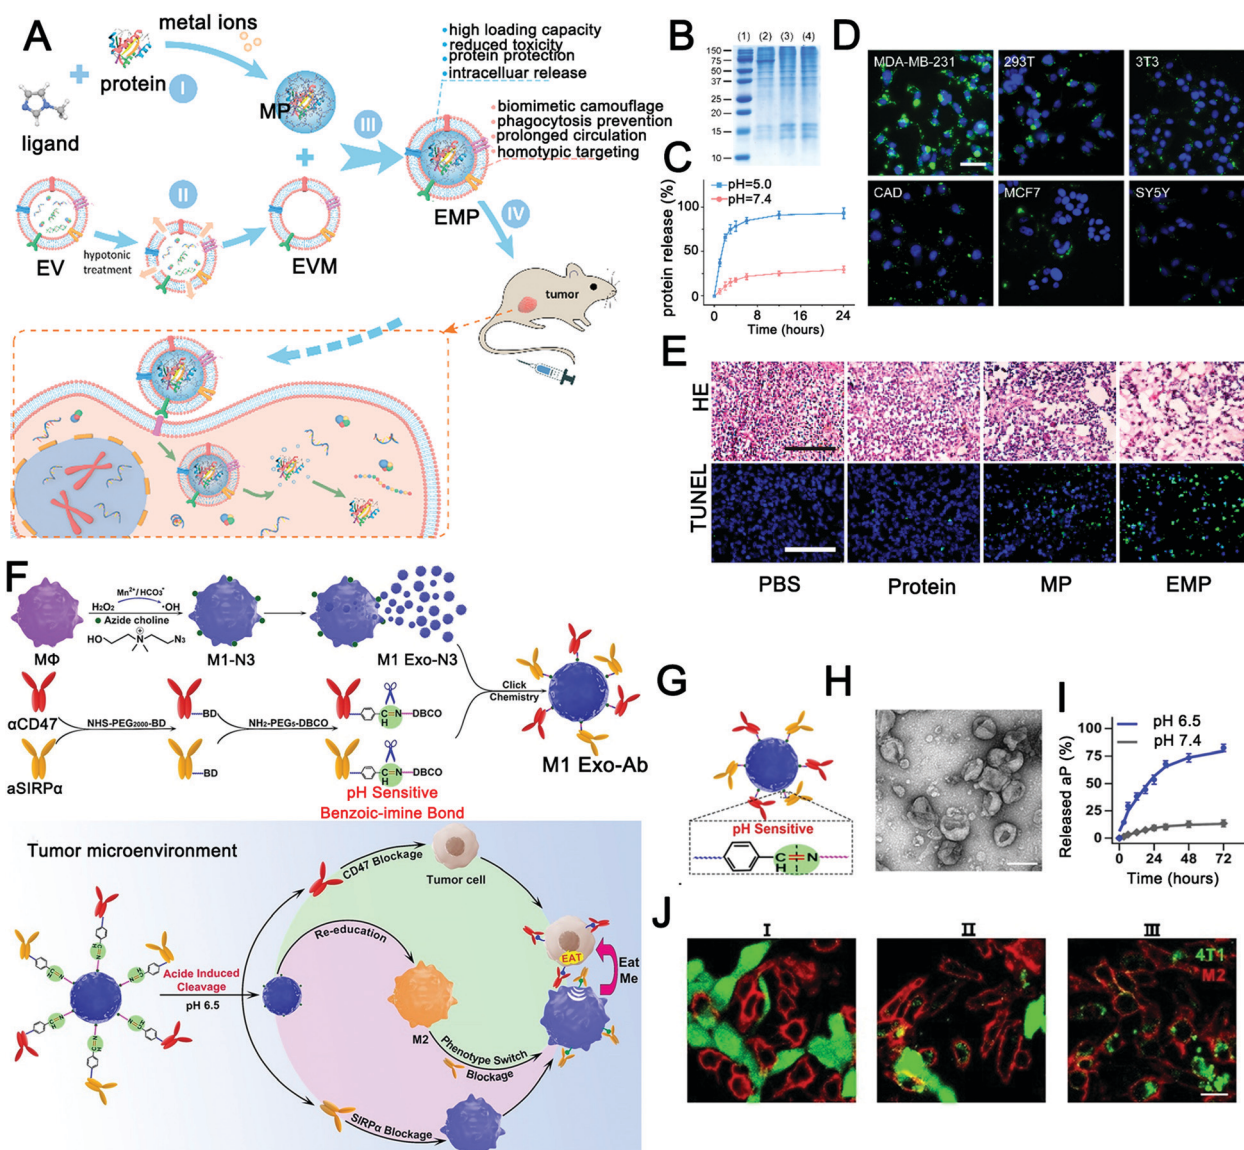 A
metal ions
protein
I
ligand
MP
III
high loading capacity
reduced toxicity
protein protection
intracelluar release
biomimetic camouflage
phagocytosis prevention
prolonged circulation
homotypic targeting
EMP
II
EV
hypotonic
treatment
EVM
IV
tumor
B
(1) (2) (3) (4)
150
75
50
37
25
20
15
10
C
pH=5.0
pH=7.4
protein release (%)
100
50
0
0 6 12 18 24
Time (hours)
D
MDA-MB-231
293T
3T3
CAD
MCF7
SY5Y
E
HE
TUNEL
PBS
Protein
MP
EMP
F
Mn2+/HCO3-
H2O2
·OH
Azide choline
HO
N
N3
MΦ
M1-N3
M1 Exo-N3
Click
Chemistry
αCD47
NHS-PEG2000-BD
BD
NH2-PEG5-DBCO
C
H
N
DBCO
aSIRPα
BD
C
H
N
DBCO
pH Sensitive
Benzoic-imine Bond
M1 Exo-Ab
Tumor microenvironment
Acide Induced
Cleavage
pH 6.5
CD47 Blockage
Tumor cell
Re-education
M2
Phenotype Switch
Blockage
SIRPα Blockage
EAT
Eat
Me
G
pH Sensitive
C
H
N
H
I
pH 6.5
pH 7.4
Released aP (%)
100
75
50
25
0
0 24 48 72
Time (hours)
J
I
II
III
4T1
M2